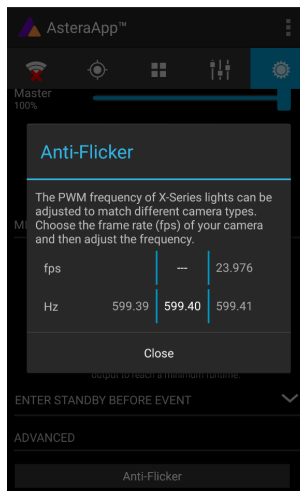 AsteraApp™
Master
100%
Anti-Flicker
The PWM frequency of X-Series lights can be
adjusted to match different camera types.
Choose the frame rate (fps) of your camera
and then adjust the frequency.
fps --- 23.976
Hz 599.39 599.40 599.41
Close
output to reach a minimum runtime.
ENTER STANDBY BEFORE EVENT
ADVANCED
Anti-Flicker